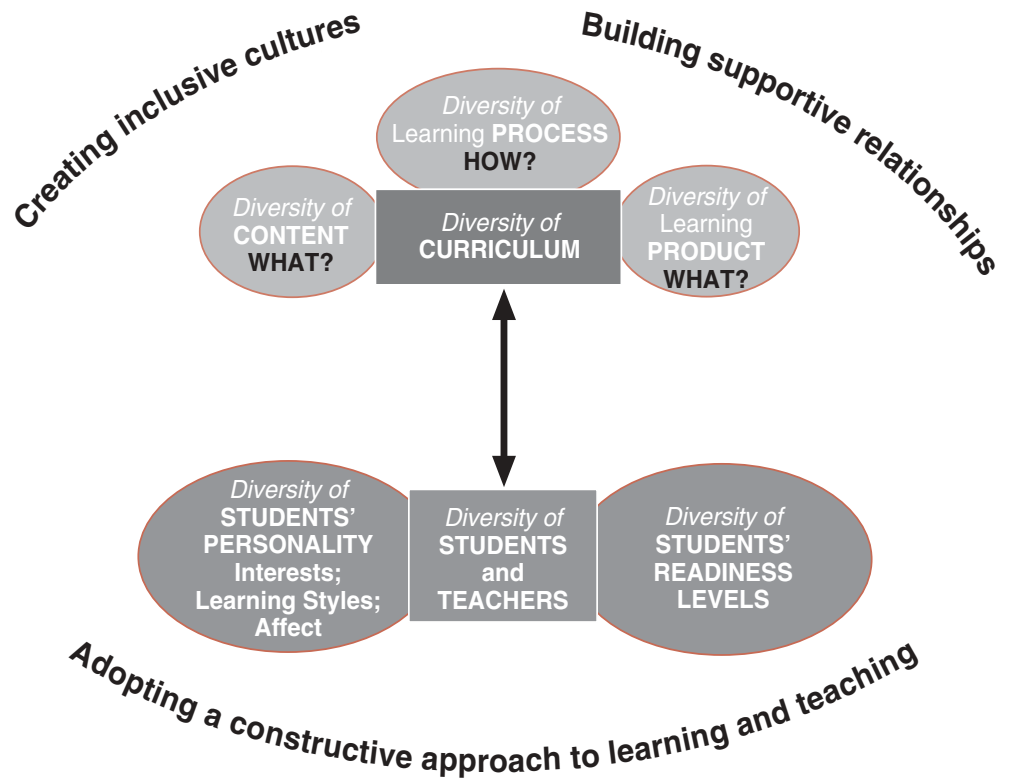 Creating inclusive cultures
Building supportive relationships
Diversity of
Learning PROCESS
HOW?
Diversity of
CONTENT
WHAT?
Diversity of
CURRICULUM
Diversity of
Learning
PRODUCT
WHAT?
Diversity of
STUDENTS’
PERSONALITY
Interests;
Learning Styles;
Affect
Diversity of
STUDENTS
and
TEACHERS
Diversity of
STUDENTS’
READINESS
LEVELS
Adopting a constructive approach to learning and teaching